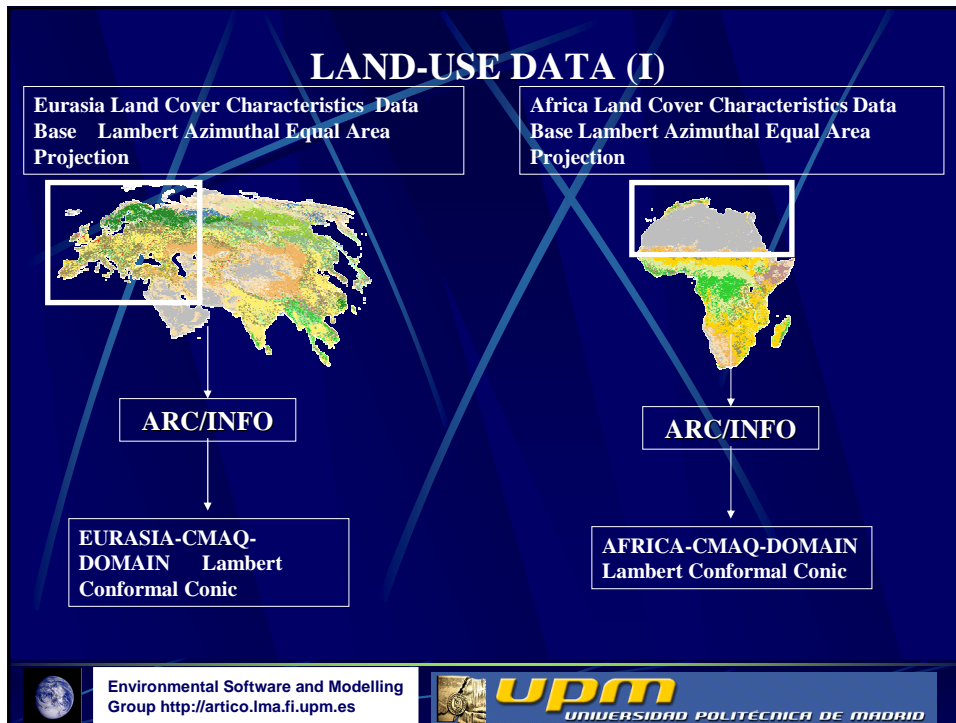 LAND-USE DATA (I)
Eurasia Land Cover Characteristics Data
Base Lambert Azimuthal Equal Area
Projection
Africa Land Cover Characteristics Data
Base Lambert Azimuthal Equal Area
Projection
ARC/INFO
ARC/INFO
EURASIA-CMAQ-
DOMAIN Lambert
Conformal Conic
AFRICA-CMAQ-DOMAIN
Lambert Conformal Conic
Environmental Software and Modelling
Group http://artico.lma.fi.upm.es
upm
UNIVERSIDAD POLITÉCNICA DE MADRID